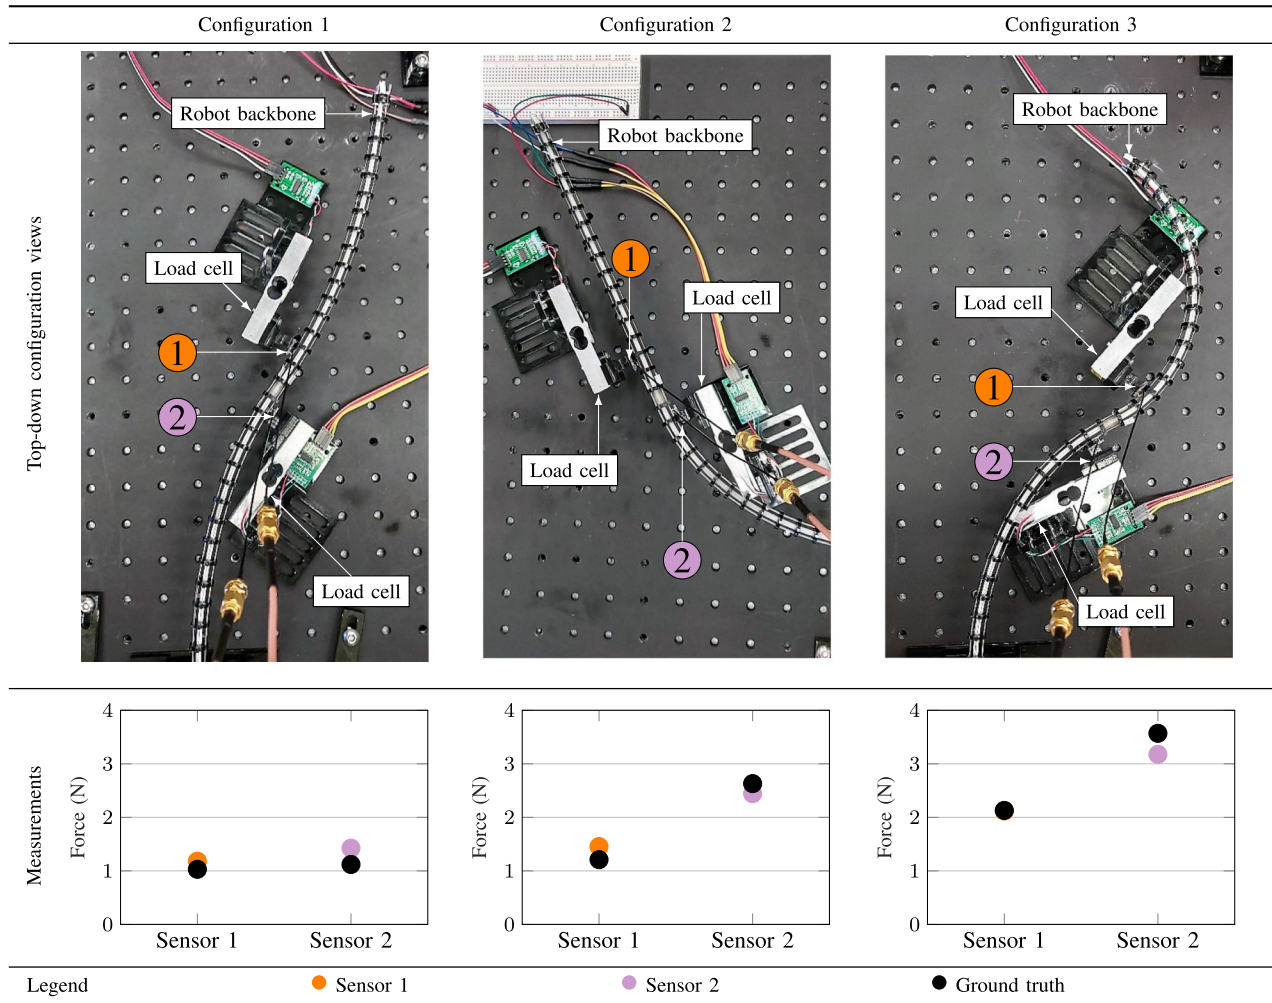 Configuration 1
Configuration 2
Configuration 3
Top-down configuration views
Robot backbone
Load cell
1
2
Load cell
Robot backbone
1
Load cell
Load cell
2
Robot backbone
Load cell
1
2
Load cell
Measurements
Force (N)
4
3
2
1
0
Sensor 1
Sensor 2
Force (N)
4
3
2
1
0
Sensor 1
Sensor 2
Force (N)
4
3
2
1
0
Sensor 1
Sensor 2
Legend
Sensor 1
Sensor 2
Ground truth